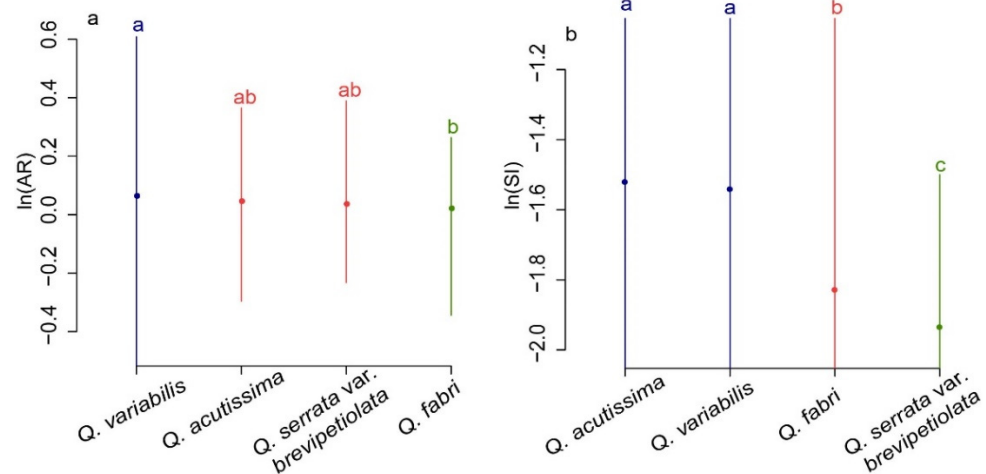 a
ln(AR)
0.6
0.4
0.2
0.0
−0.2
−0.4
a
ab
ab
b
Q. variabilis
Q. acutissima
Q. serrata var.
brevipetiolata
Q. fabri
b
ln(SI)
−1.2
−1.4
−1.6
−1.8
−2.0
a
a
b
c
Q. acutissima
Q. variabilis
Q. fabri
Q. serrata var.
brevipetiolata